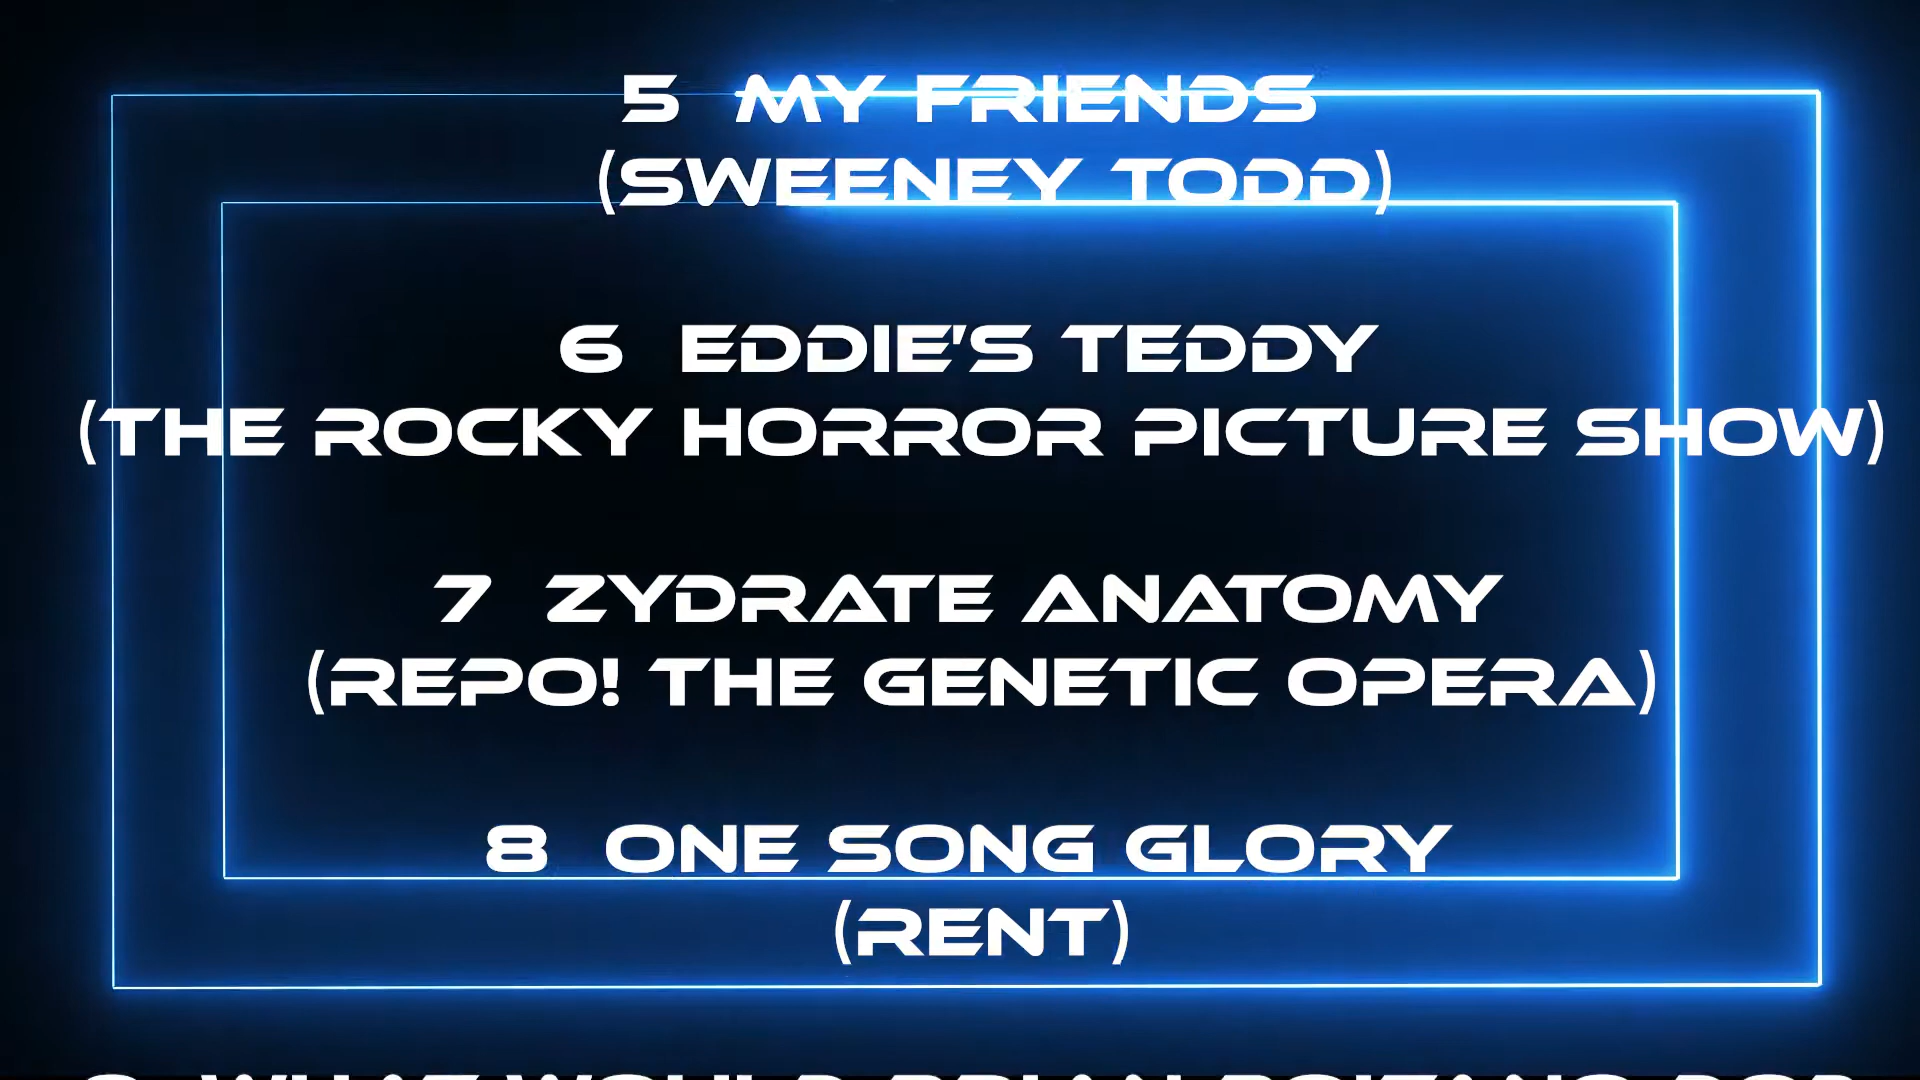 5 MY FRIENDS
(SWEENEY TODD)
6 EDDIE'S TEDDY
(THE ROCKY HORROR PICTURE SHOW)
7 ZYDRATE ANATOMY
(REPO! THE GENETIC OPERA)
8 ONE SONG GLORY
(RENT)